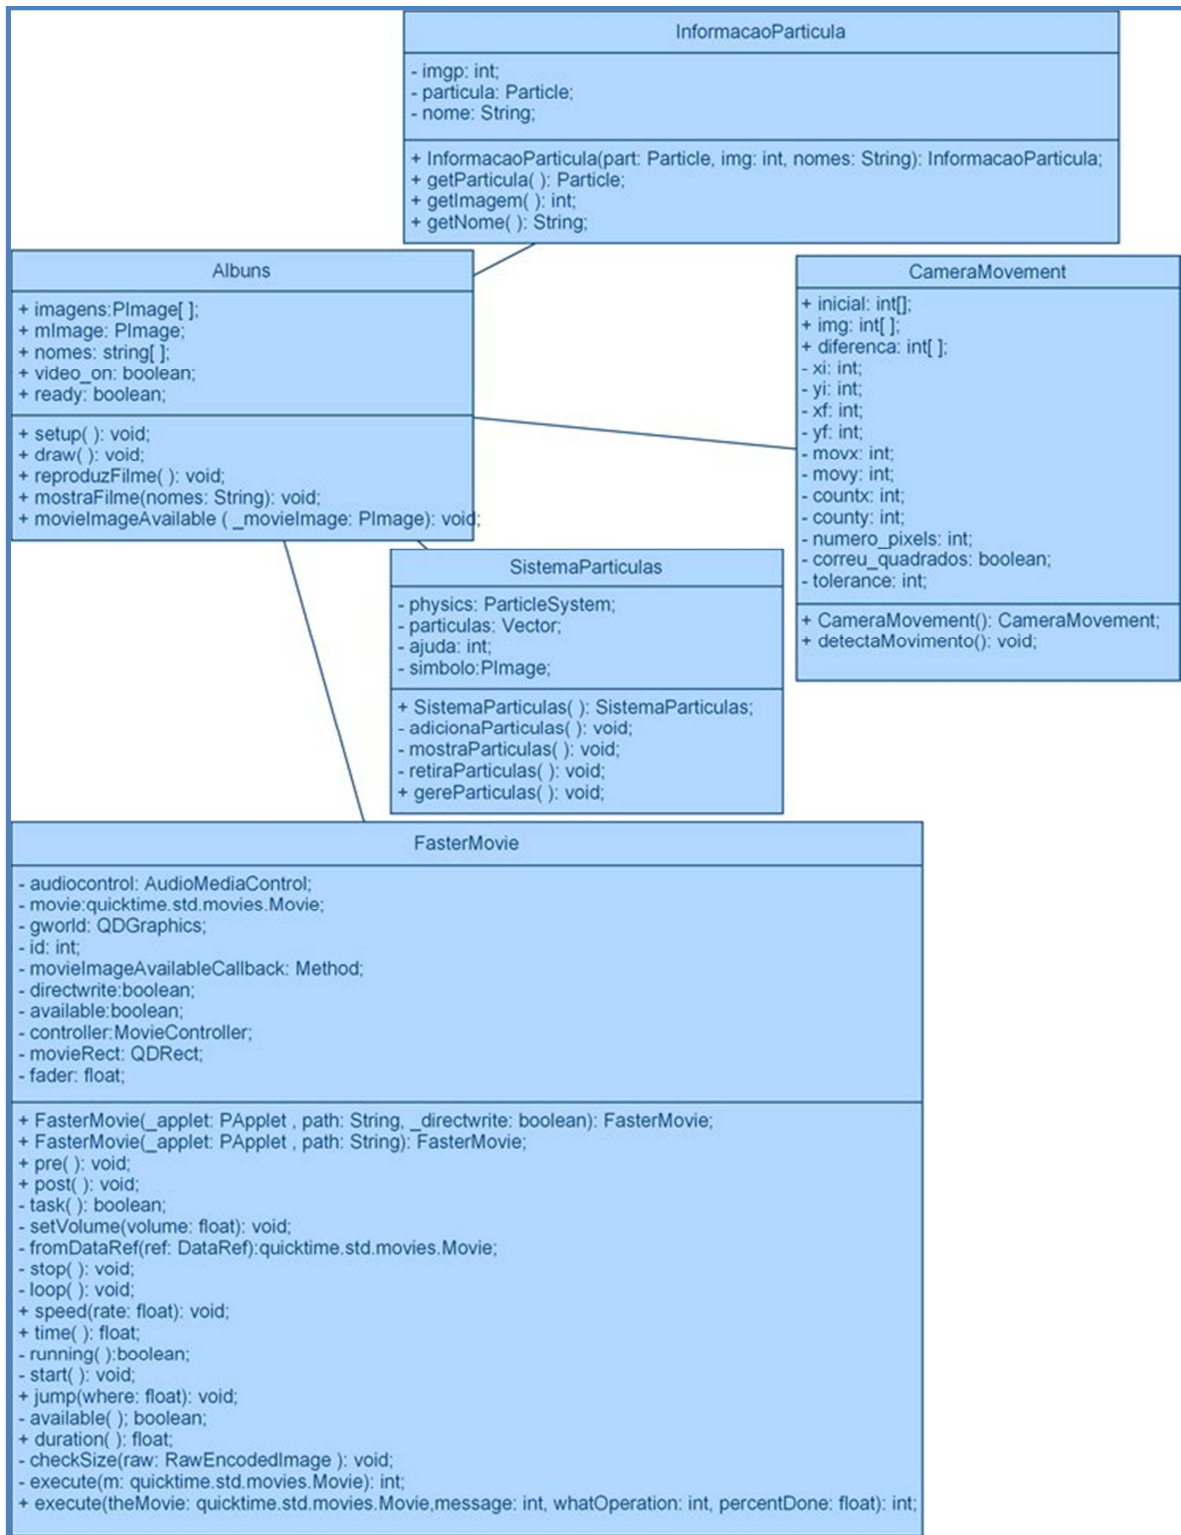 InformacaoParticula
- imgp: int;
- particula: Particle;
- nome: String;
+ InformacaoParticula(part: Particle, img: int, nomes: String): InformacaoParticula;
+ getParticula( ): Particle;
+ getImagem( ): int;
+ getNome( ): String;
Albuns
+ imagens:PImage[ ];
+ mImage: PImage;
+ nomes: string[ ];
+ video_on: boolean;
+ ready: boolean;
+ setup( ): void;
+ draw( ): void;
+ reproduzFilme( ): void;
+ mostraFilme(nomes: String): void;
+ movieImageAvailable ( _movieImage: PImage): void;
CameraMovement
+ inicial: int[];
+ img: int[ ];
+ diferenca: int[ ];
- xi: int;
- yi: int;
- xf: int;
- yf: int;
- movx: int;
- movy: int;
- countx: int;
- county: int;
- numero_pixels: int;
- correu_quadrados: boolean;
- tolerance: int;
+ CameraMovement(): CameraMovement;
+ detectaMovimento(): void;
SistemaParticulas
- physics: ParticleSystem;
- particulas: Vector;
- ajuda: int;
- simbolo:PImage;
+ SistemaParticulas( ): SistemaParticulas;
- adicionaParticulas( ): void;
- mostraParticulas( ): void;
- retiraParticulas( ): void;
+ gereParticulas( ): void;
FasterMovie
- audiocontrol: AudioMediaControl;
- movie:quicktime.std.movies.Movie;
- gworld: QDGraphics;
- id: int;
- movieImageAvailableCallback: Method;
- directwrite:boolean;
- available:boolean;
- controller:MovieController;
- movieRect: QDRect;
- fader: float;
+ FasterMovie(_applet: PApplet , path: String, _directwrite: boolean): FasterMovie;
+ FasterMovie(_applet: PApplet , path: String): FasterMovie;
+ pre( ): void;
+ post( ): void;
- task( ): boolean;
- setVolume(volume: float): void;
- fromDataRef(ref: DataRef):quicktime.std.movies.Movie;
- stop( ): void;
- loop( ): void;
+ speed(rate: float): void;
+ time( ): float;
- running( ):boolean;
- start( ): void;
+ jump(where: float): void;
- available( ); boolean;
+ duration( ): float;
- checkSize(raw: RawEncodedImage ): void;
- execute(m: quicktime.std.movies.Movie): int;
+ execute(theMovie: quicktime.std.movies.Movie,message: int, whatOperation: int, percentDone: float): int;